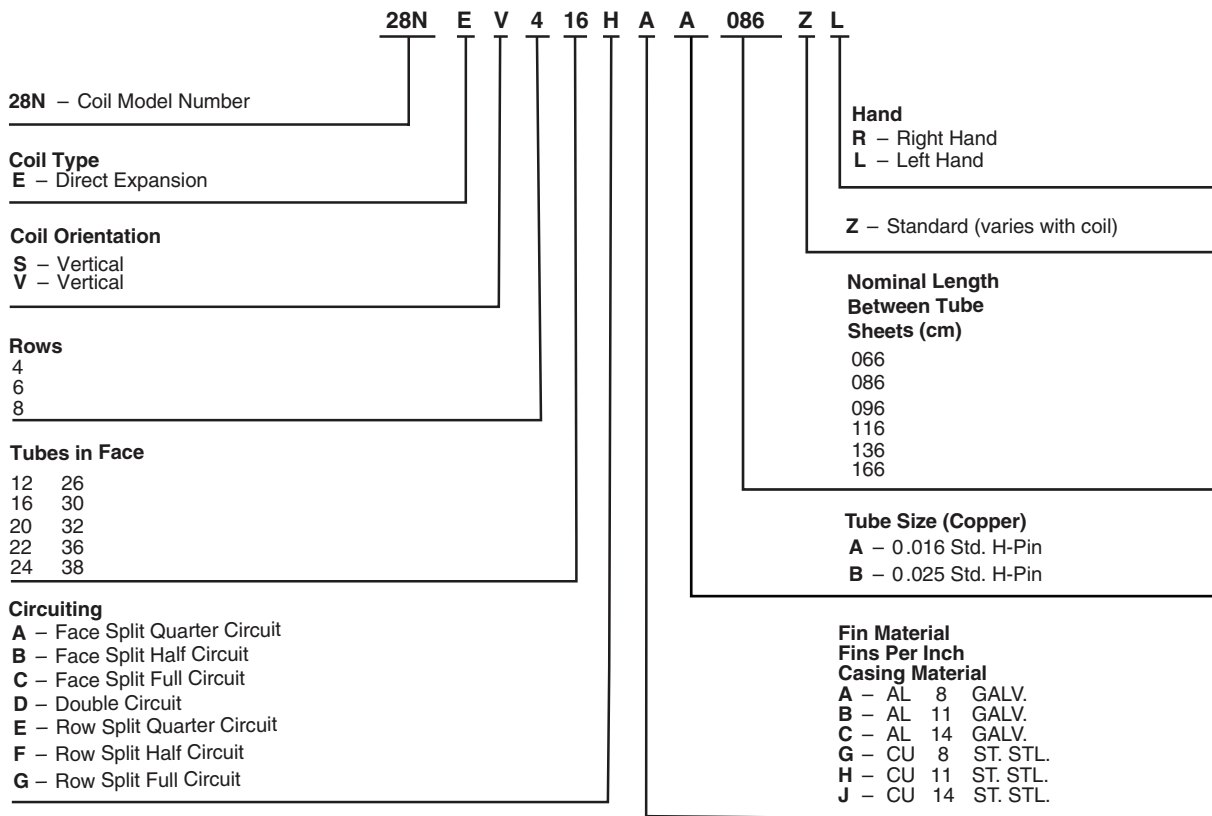 28N E V 4 16 H A A 086 Z L
28N – Coil Model Number
Coil Type
E – Direct Expansion
Coil Orientation
S – Vertical
V – Vertical
Rows
4
6
8
Tubes in Face
12 26
16 30
20 32
22 36
24 38
Circuiting
A – Face Split Quarter Circuit
B – Face Split Half Circuit
C – Face Split Full Circuit
D – Double Circuit
E – Row Split Quarter Circuit
F – Row Split Half Circuit
G – Row Split Full Circuit
Hand
R – Right Hand
L – Left Hand
Z – Standard (varies with coil)
Nominal Length
Between Tube
Sheets (cm)
066
086
096
116
136
166
Tube Size (Copper)
A – 0.016 Std. H-Pin
B – 0.025 Std. H-Pin
Fin Material
Fins Per Inch
Casing Material
A – AL 8 GALV.
B – AL 11 GALV.
C – AL 14 GALV.
G – CU 8 ST. STL.
H – CU 11 ST. STL.
J – CU 14 ST. STL.